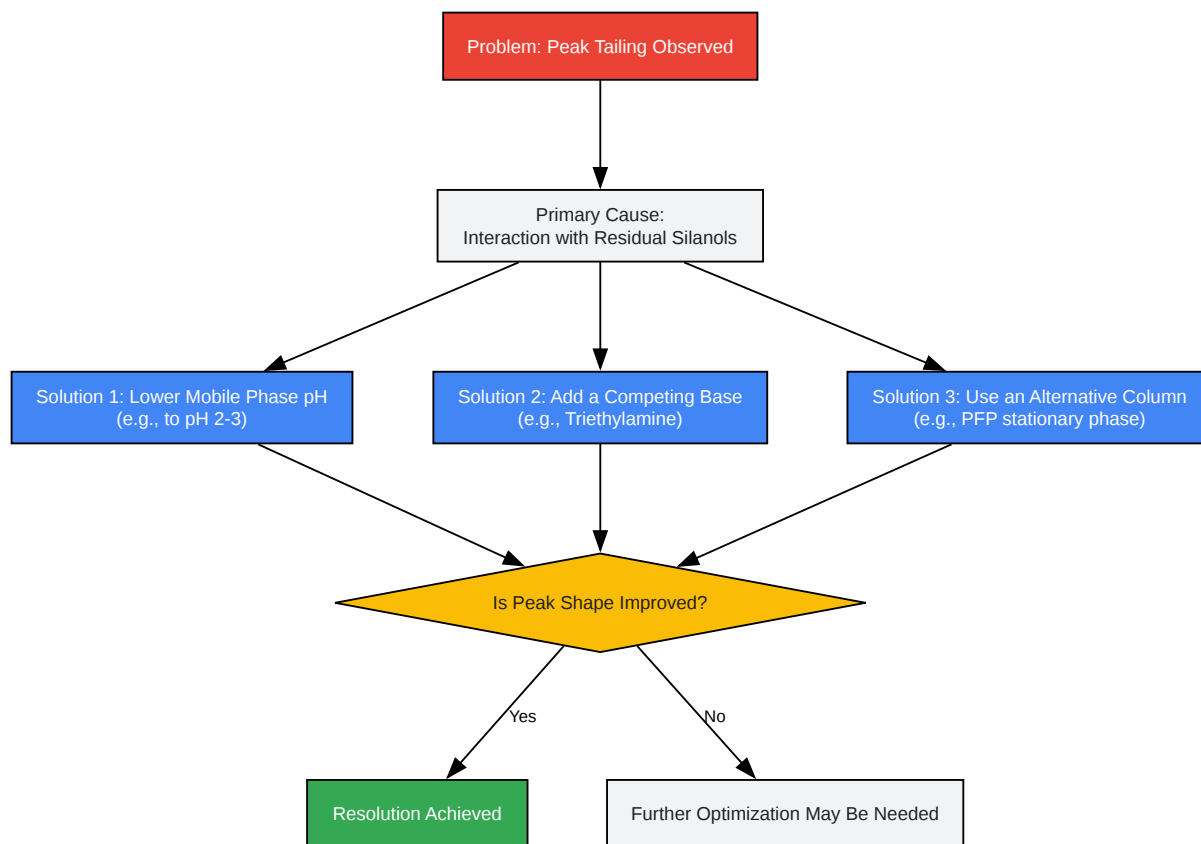 Problem: Peak Tailing Observed
Primary Cause:
Interaction with Residual Silanols
Solution 1: Lower Mobile Phase pH
(e.g., to pH 2-3)
Solution 2: Add a Competing Base
(e.g., Triethylamine)
Solution 3: Use an Alternative Column
(e.g., PFP stationary phase)
Is Peak Shape Improved?
Yes
No
Resolution Achieved
Further Optimization May Be Needed